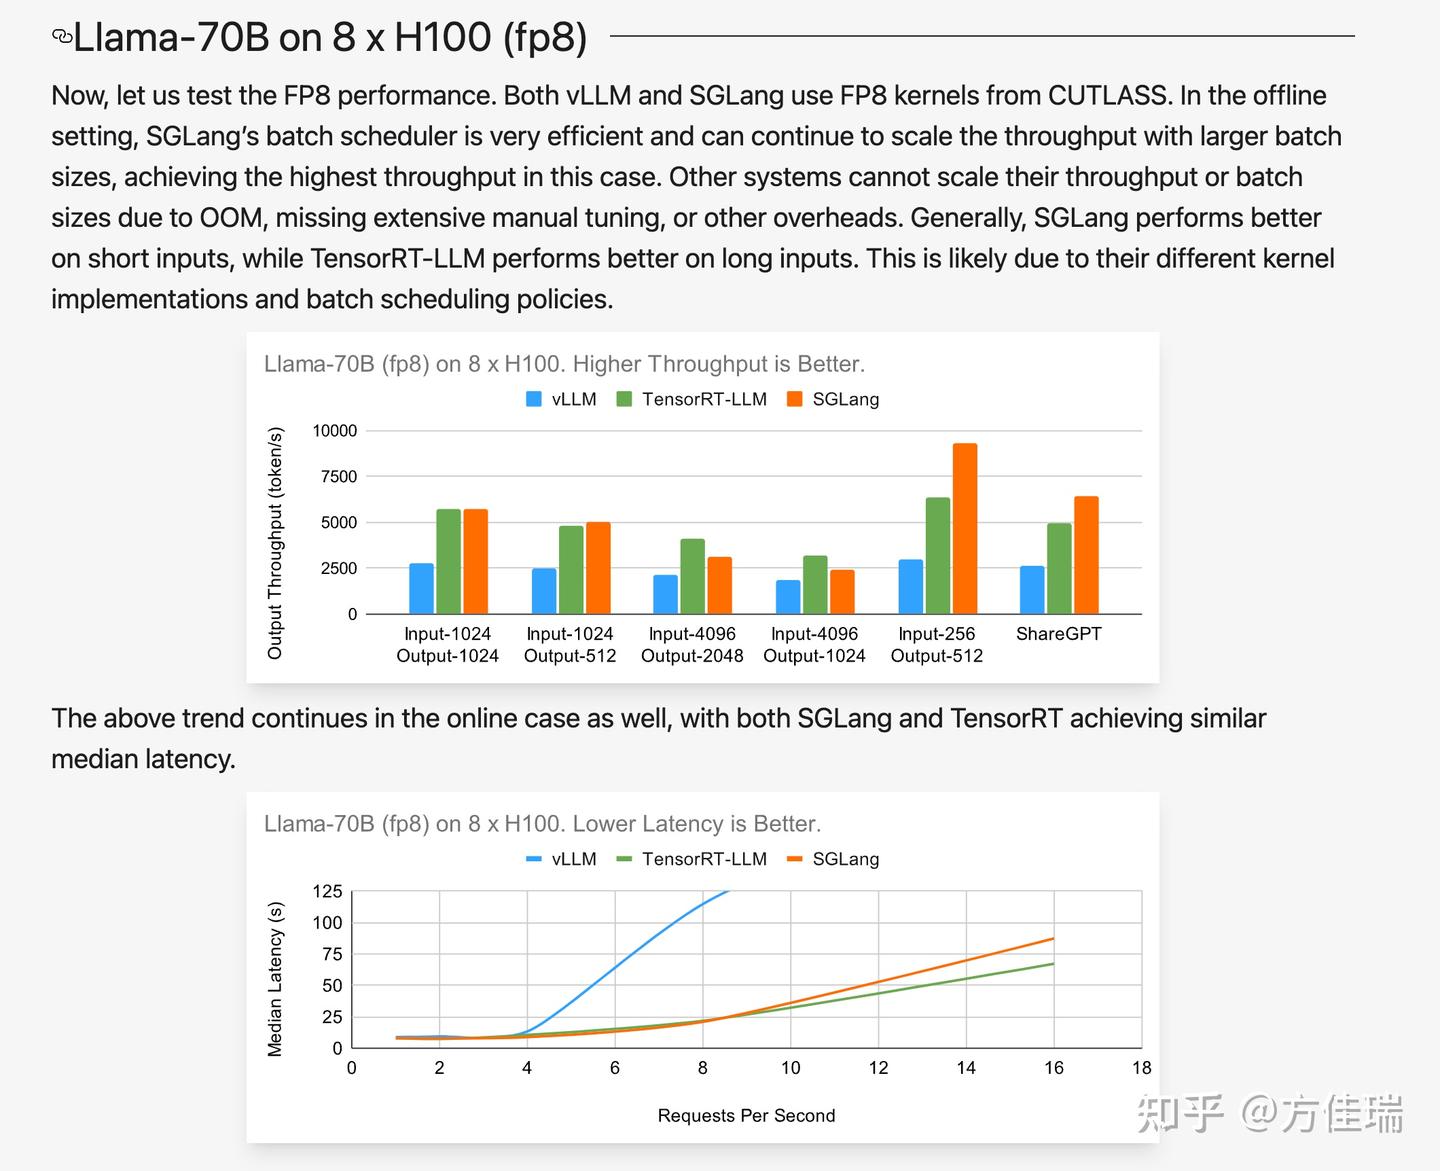 Llama-70B on 8 x H100 (fp8)
Now, let us test the FP8 performance. Both vLLM and SGLang use FP8 kernels from CUTLASS. In the offline
setting, SGLang’s batch scheduler is very efficient and can continue to scale the throughput with larger batch
sizes, achieving the highest throughput in this case. Other systems cannot scale their throughput or batch
sizes due to OOM, missing extensive manual tuning, or other overheads. Generally, SGLang performs better
on short inputs, while TensorRT-LLM performs better on long inputs. This is likely due to their different kernel
implementations and batch scheduling policies.
Llama-70B (fp8) on 8 x H100. Higher Throughput is Better.
vLLM TensorRT-LLM SGLang
Output Throughput (token/s)
10000
7500
5000
2500
0
Input-1024 Input-1024 Input-4096 Input-4096 Input-256 ShareGPT
Output-1024 Output-512 Output-2048 Output-1024 Output-512
The above trend continues in the online case as well, with both SGLang and TensorRT achieving similar
median latency.
Llama-70B (fp8) on 8 x H100. Lower Latency is Better.
vLLM TensorRT-LLM SGLang
Median Latency (s)
125
100
75
50
25
0
0 2 4 6 8 10 12 14 16 18
Requests Per Second
知乎 @方佳瑞